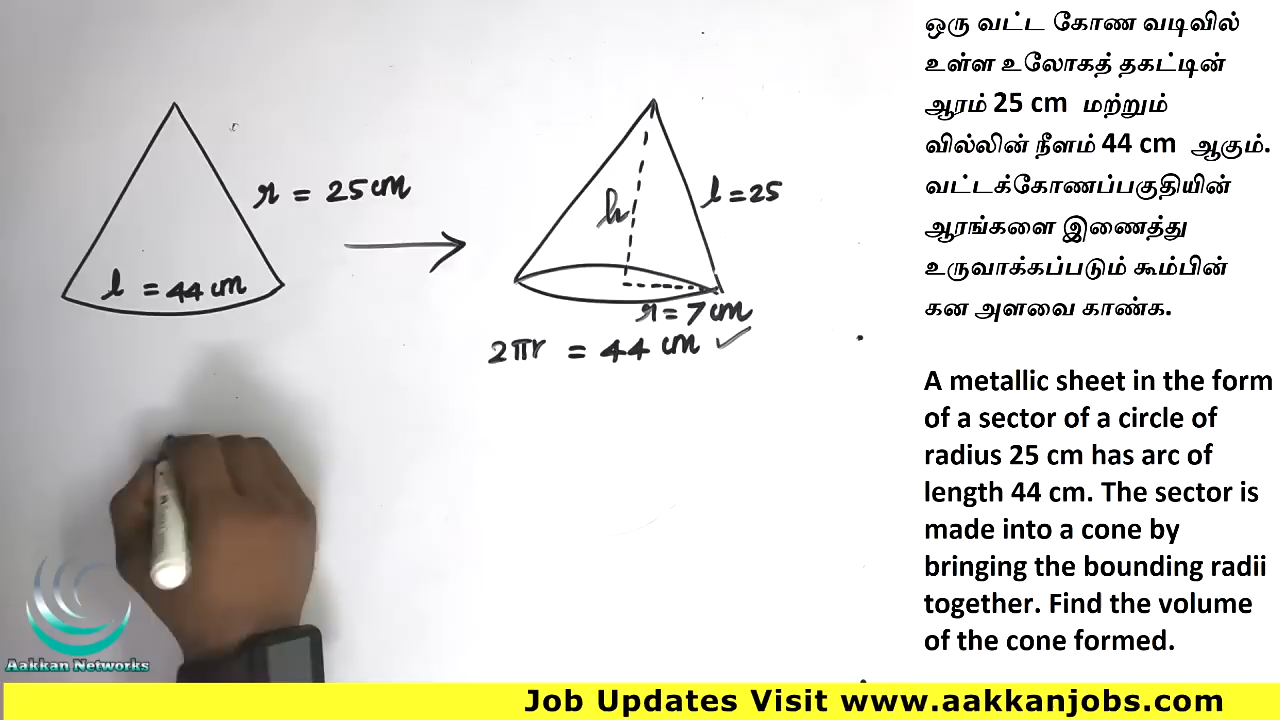 r = 25 cm
l = 44 cm
h
l = 25
r = 7 cm
2πr = 44 cm ✓
ஒரு வட்ட கோண வடிவில்
உள்ள உலோகத் தகட்டின்
ஆரம் 25 cm மற்றும்
வில்லின் நீளம் 44 cm ஆகும்.
வட்டக்கோணப்பகுதியின்
ஆரங்களை இணைத்து
உருவாக்கப்படும் கூம்பின்
கன அளவை காண்க.
A metallic sheet in the form
of a sector of a circle of
radius 25 cm has arc of
length 44 cm. The sector is
made into a cone by
bringing the bounding radii
together. Find the volume
of the cone formed.
Aakkan Networks
Job Updates Visit www.aakkanjobs.com